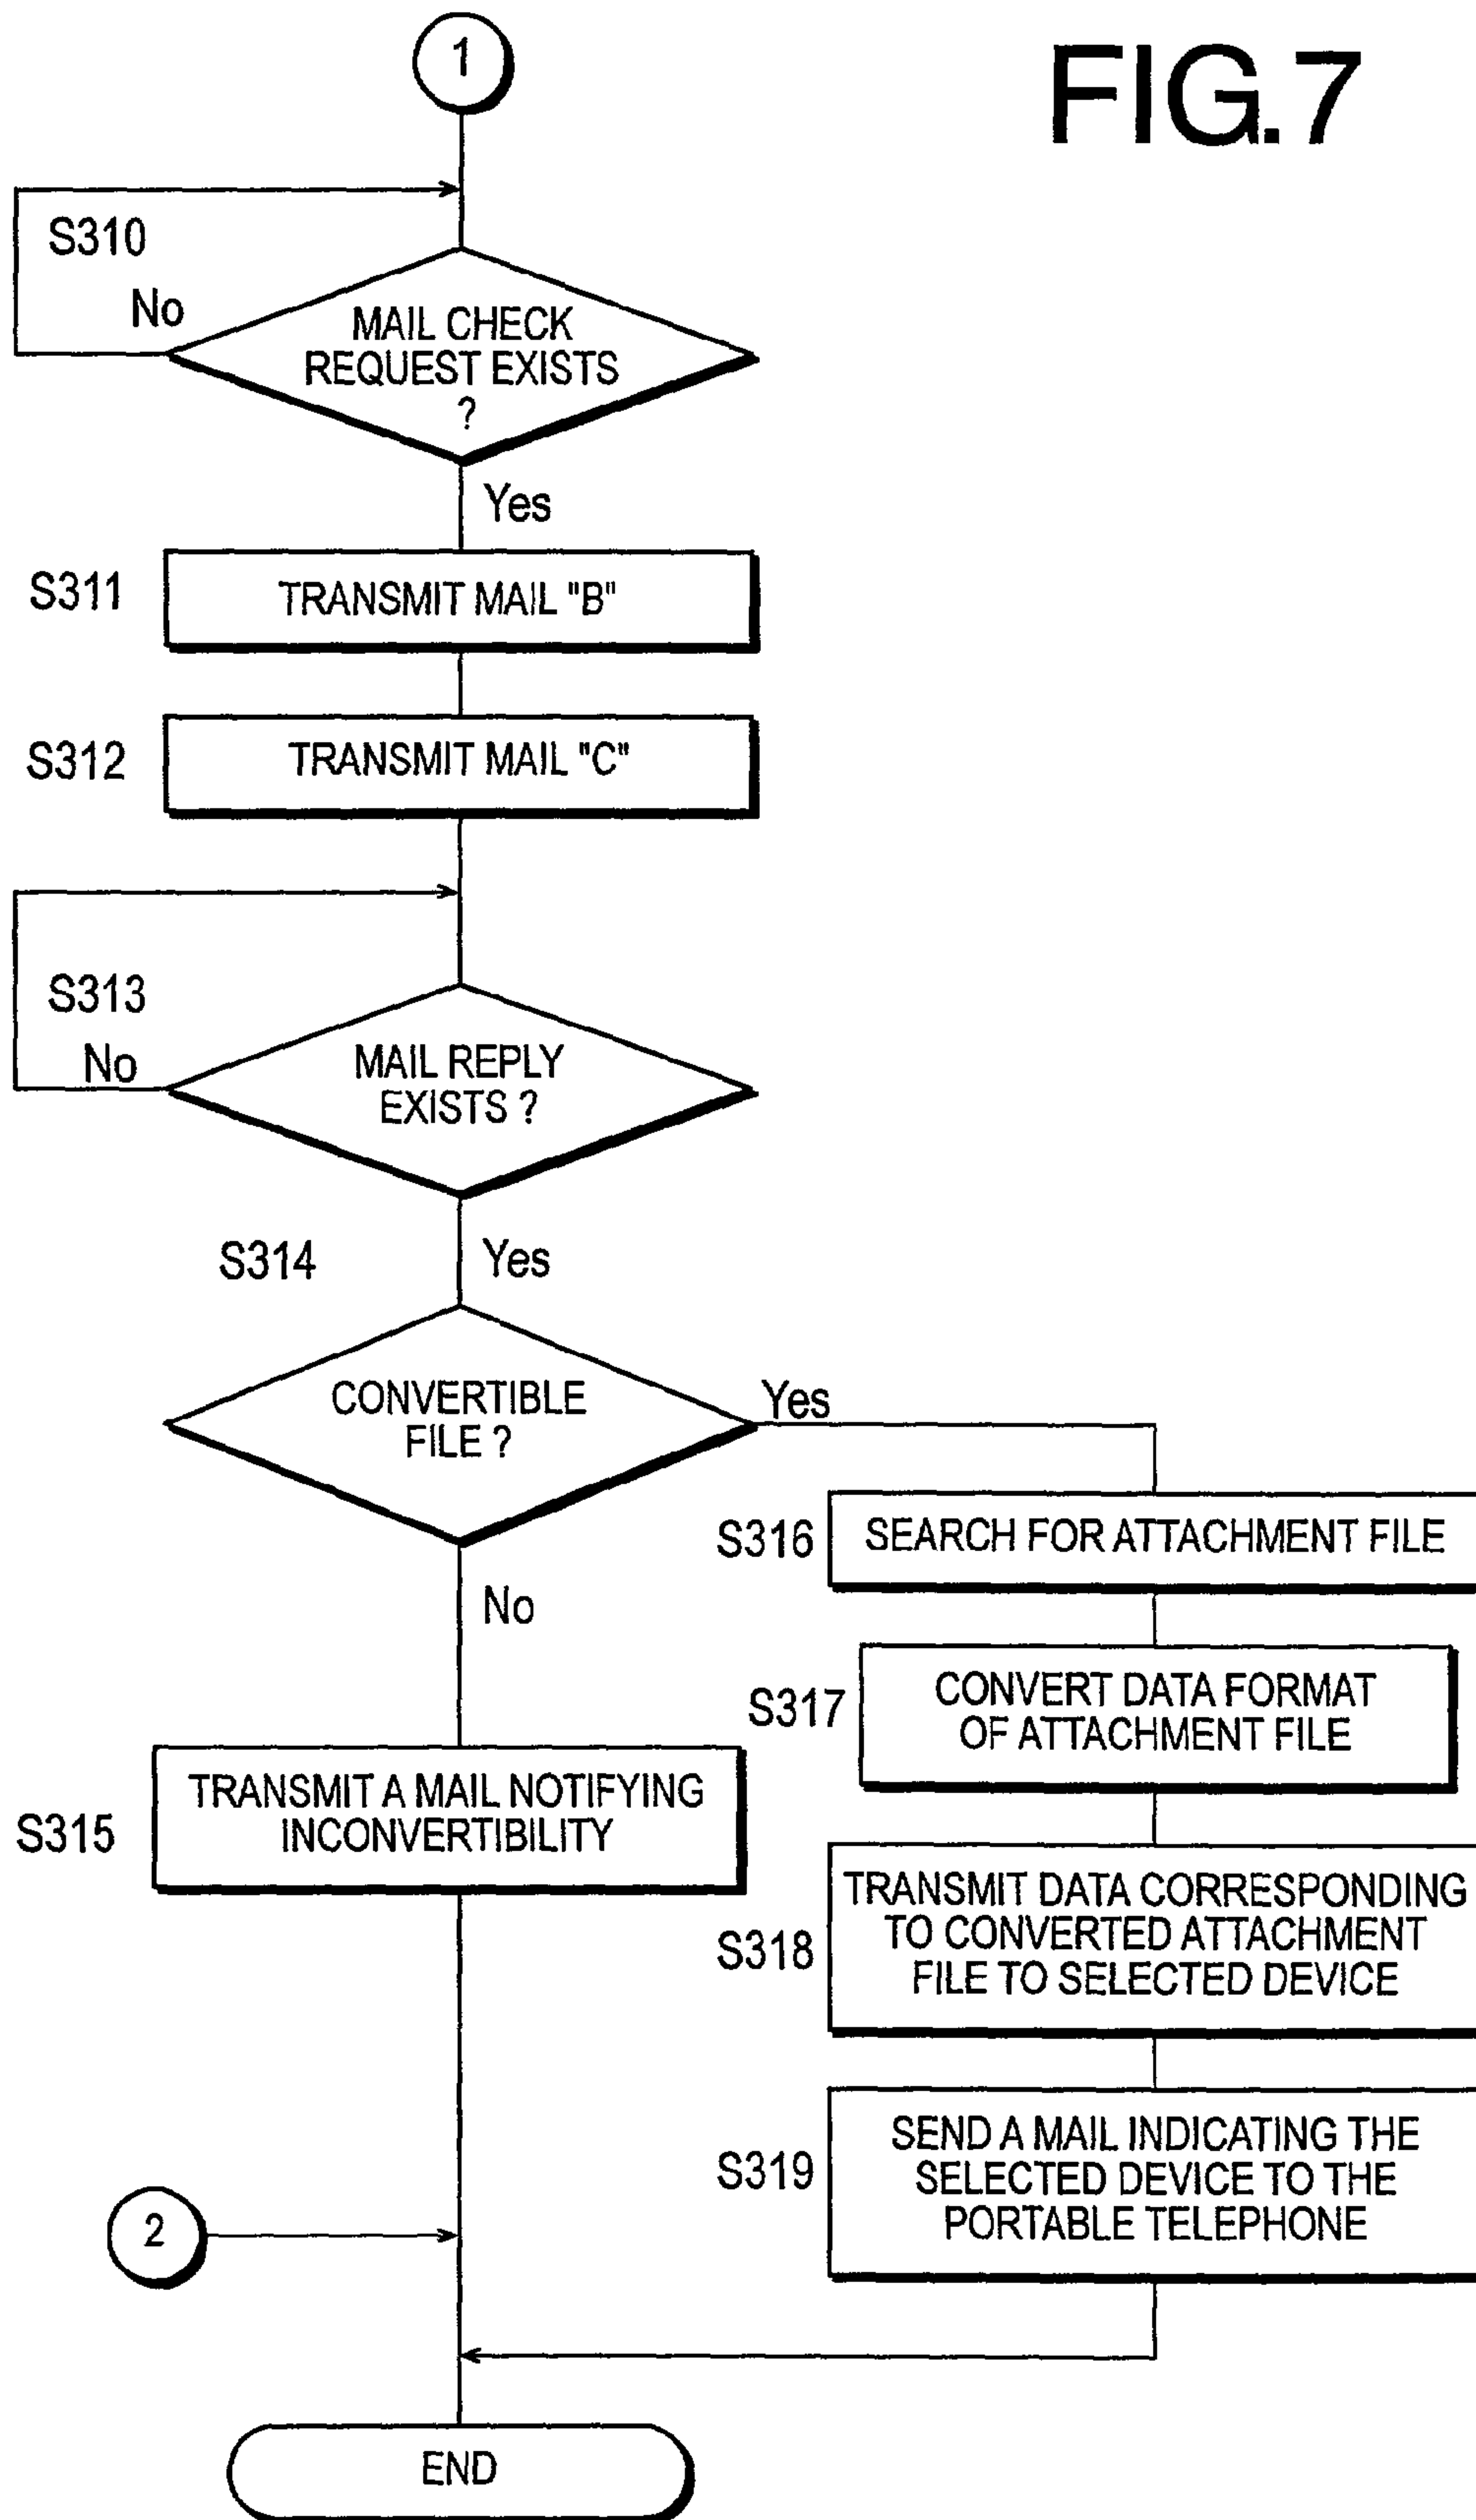 FIG.7
1
S310
No
MAIL CHECK
REQUEST EXISTS
?
Yes
S311
TRANSMIT MAIL "B"
S312
TRANSMIT MAIL "C"
S313
No
MAIL REPLY
EXISTS ?
S314
Yes
CONVERTIBLE
FILE ?
Yes
No
S316
SEARCH FOR ATTACHMENT FILE
S317
CONVERT DATA FORMAT
OF ATTACHMENT FILE
S315
TRANSMIT A MAIL NOTIFYING
INCONVERTIBILITY
S318
TRANSMIT DATA CORRESPONDING
TO CONVERTED ATTACHMENT
FILE TO SELECTED DEVICE
S319
SEND A MAIL INDICATING THE
SELECTED DEVICE TO THE
PORTABLE TELEPHONE
2
END